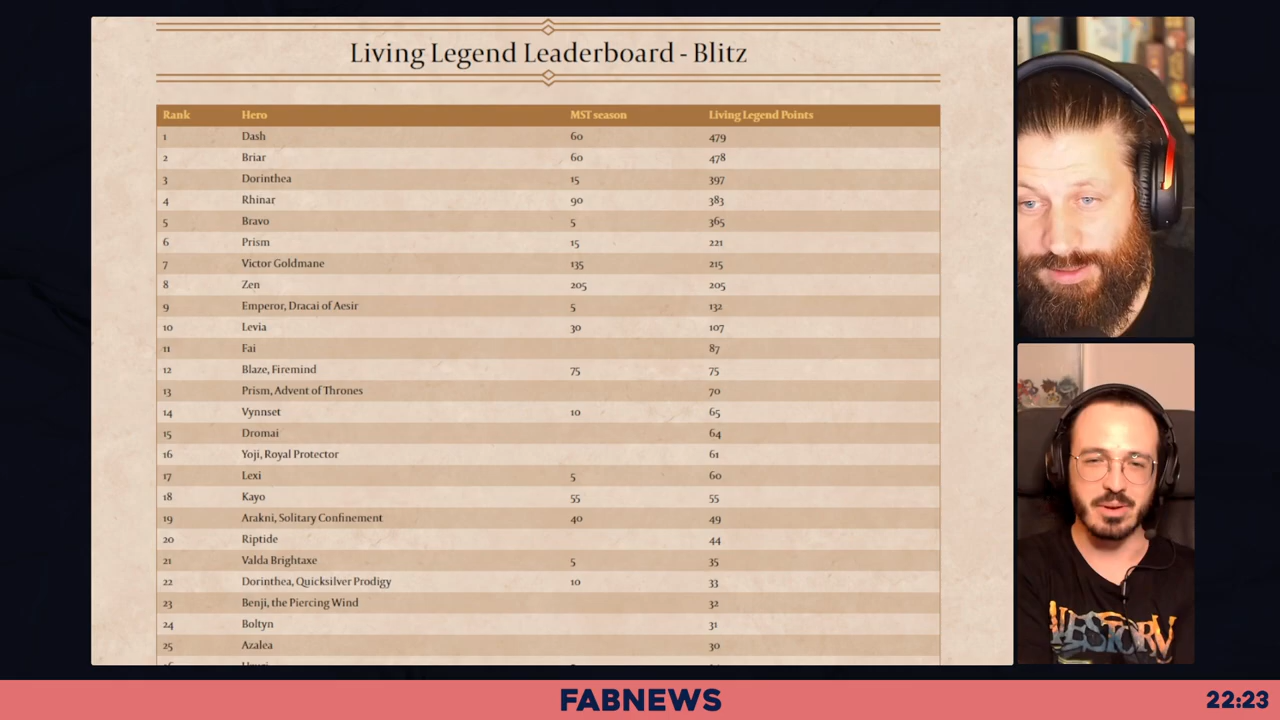 Living Legend Leaderboard - Blitz
Rank Hero MST season Living Legend Points
1 Dash 60 479
2 Briar 60 478
3 Dorinthea 15 397
4 Rhinar 90 383
5 Bravo 5 365
6 Prism 15 221
7 Victor Goldmane 135 215
8 Zen 205 205
9 Emperor, Dracai of Aesir 5 132
10 Levia 30 107
11 Fai 87
12 Blaze, Firemind 75 75
13 Prism, Advent of Thrones 70
14 Vynnset 10 65
15 Dromai 64
16 Yoji, Royal Protector 61
17 Lexi 5 60
18 Kayo 55 55
19 Arakni, Solitary Confinement 40 49
20 Riptide 44
21 Valda Brightaxe 5 35
22 Dorinthea, Quicksilver Prodigy 10 33
23 Benji, the Piercing Wind 32
24 Boltyn 31
25 Azalea 30
FABNEWS
22:23